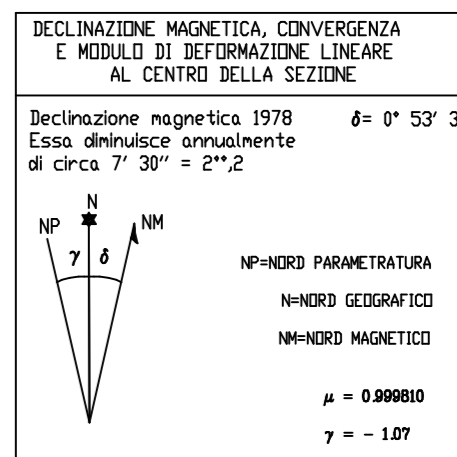 DECLINAZIONE MAGNETICA, CONVERGENZA
E MODULO DI DEFORMAZIONE LINEARE
AL CENTRO DELLA SEZIONE
Declinazione magnetica 1978 δ= 0° 53′ 3
Essa diminuisce annualmente
di circa 7′ 30″ = 2**,2
N
NP NM
γ δ
NP=NORD PARAMETRATURA
N=NORD GEOGRAFICO
NM=NORD MAGNETICO
μ = 0.999810
γ = - 1.07